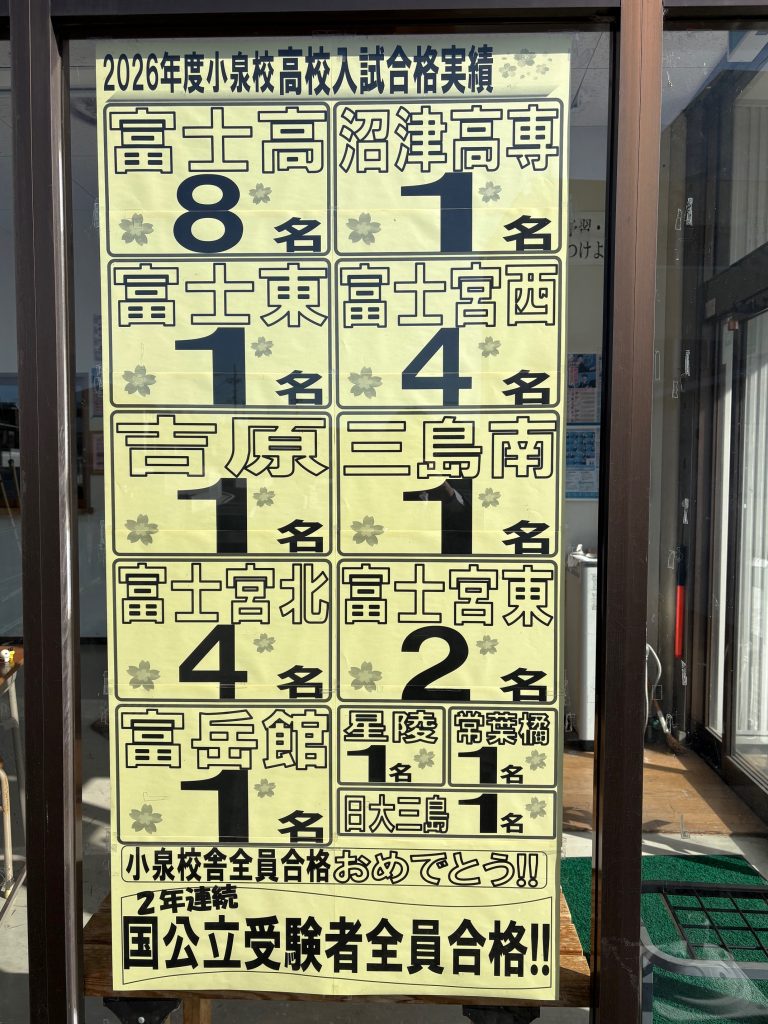 2026年度小泉校高校入試合格実績
富士高
8名
沼津高専
1名
富士東
1名
富士宮西
4名
吉原
1名
三島南
1名
富士宮北
4名
富士宮東
2名
富岳館
1名
星陵
1名
常葉橘
1名
日大三島 1名
小泉校舎全員合格おめでとう!!
2年連続
国公立受験者全員合格!!
つけよ